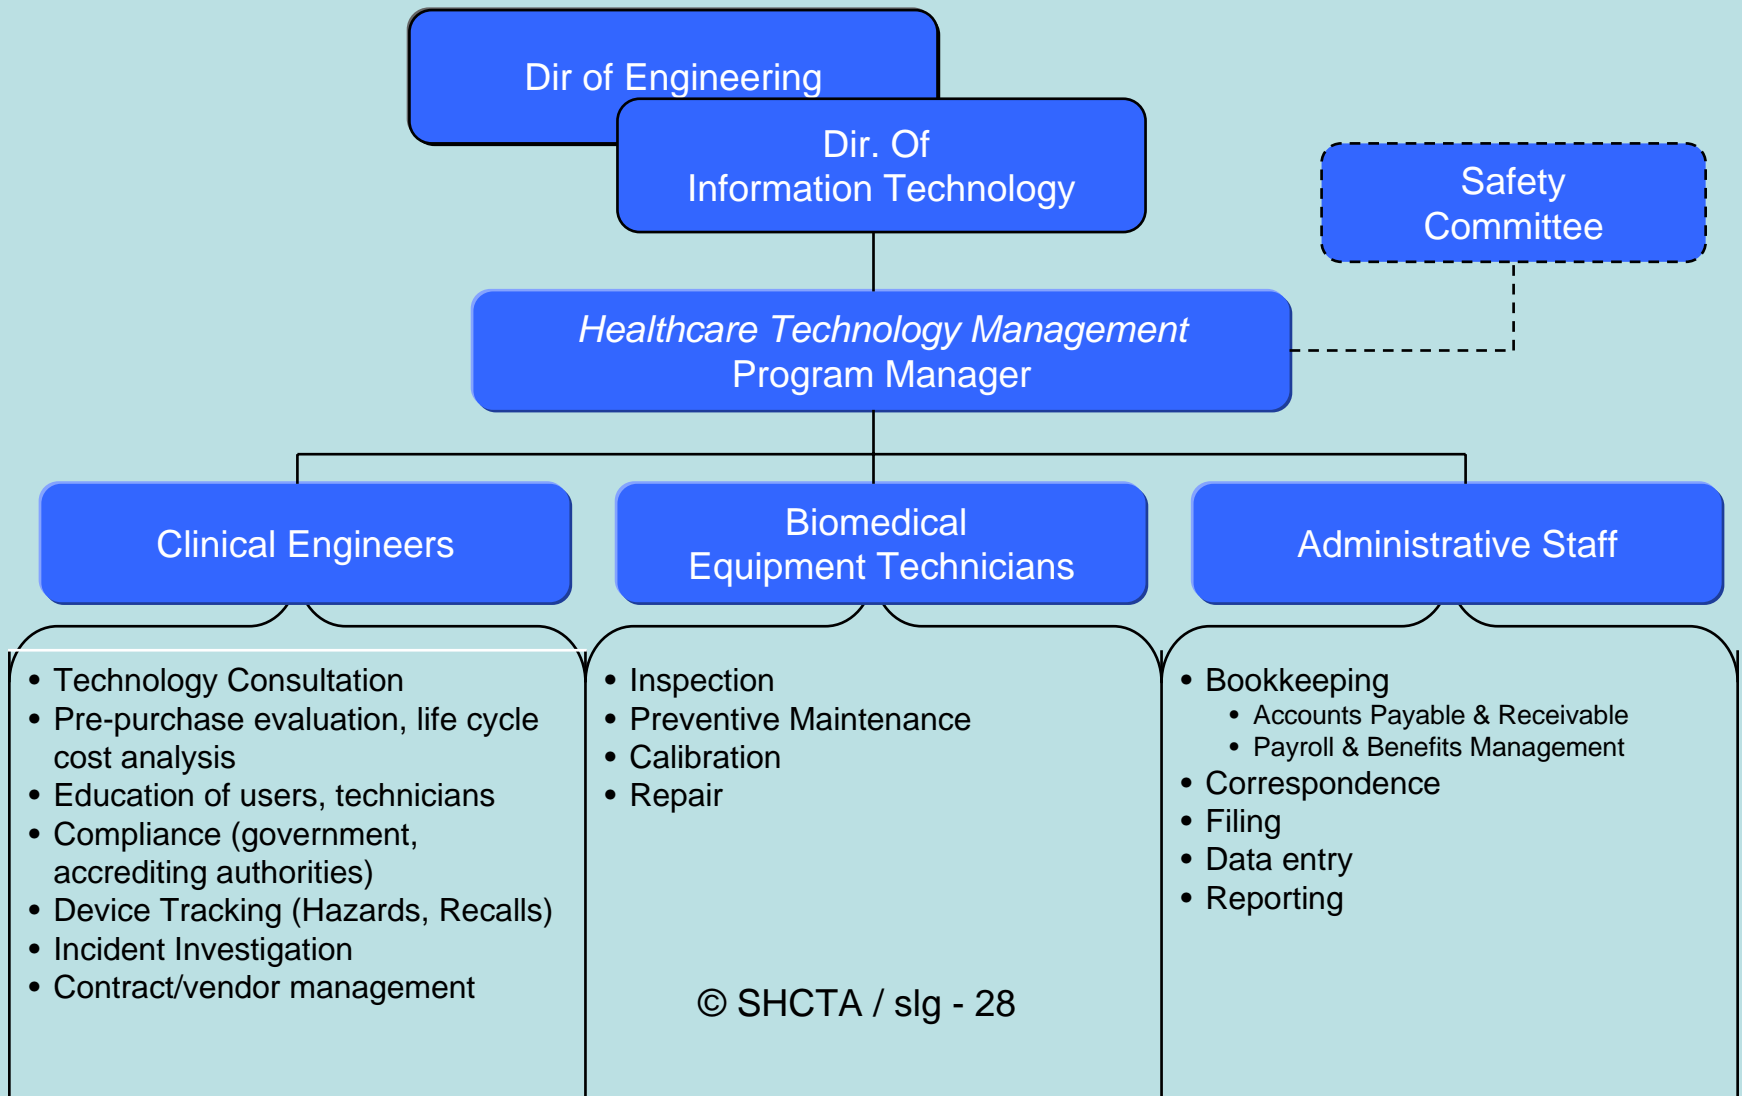 Dir of Engineering
Dir. Of
Information Technology
Safety
Committee
Healthcare Technology Management
Program Manager
Clinical Engineers
Biomedical
Equipment Technicians
Administrative Staff
• Technology Consultation
• Pre-purchase evaluation, life cycle
cost analysis
• Education of users, technicians
• Compliance (government,
accrediting authorities)
• Device Tracking (Hazards, Recalls)
• Incident Investigation
• Contract/vendor management
• Inspection
• Preventive Maintenance
• Calibration
• Repair
• Bookkeeping
• Accounts Payable & Receivable
• Payroll & Benefits Management
• Correspondence
• Filing
• Data entry
• Reporting
© SHCTA / slg - 28